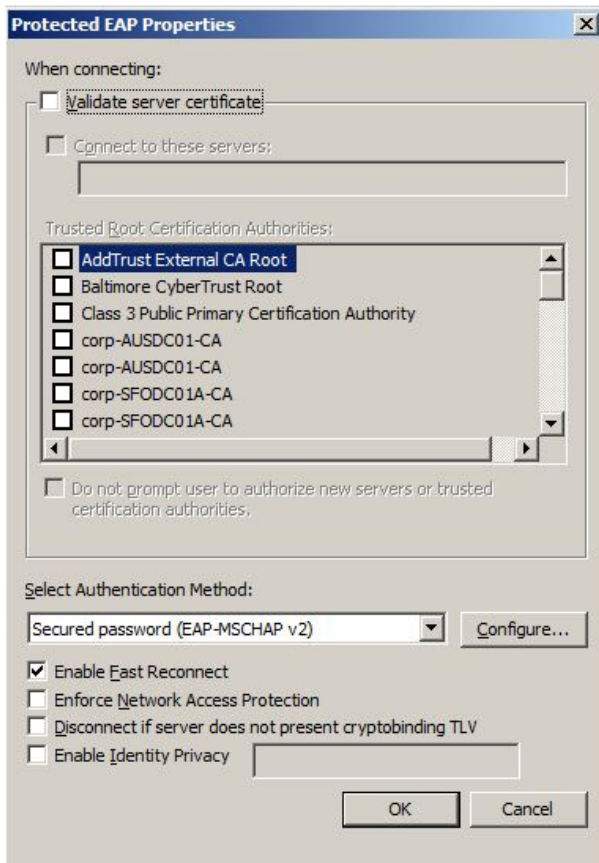 Protected EAP Properties
When connecting:
Validate server certificate
Connect to these servers:
Trusted Root Certification Authorities:
AddTrust External CA Root
Baltimore CyberTrust Root
Class 3 Public Primary Certification Authority
corp-AUSDC01-CA
corp-AUSDC01-CA
corp-SFODC01A-CA
corp-SFODC01A-CA
Do not prompt user to authorize new servers or trusted
certification authorities.
Select Authentication Method:
Secured password (EAP-MSCHAP v2) Configure...
Enable Fast Reconnect
Enforce Network Access Protection
Disconnect if server does not present cryptobinding TLV
Enable Identity Privacy
OK Cancel